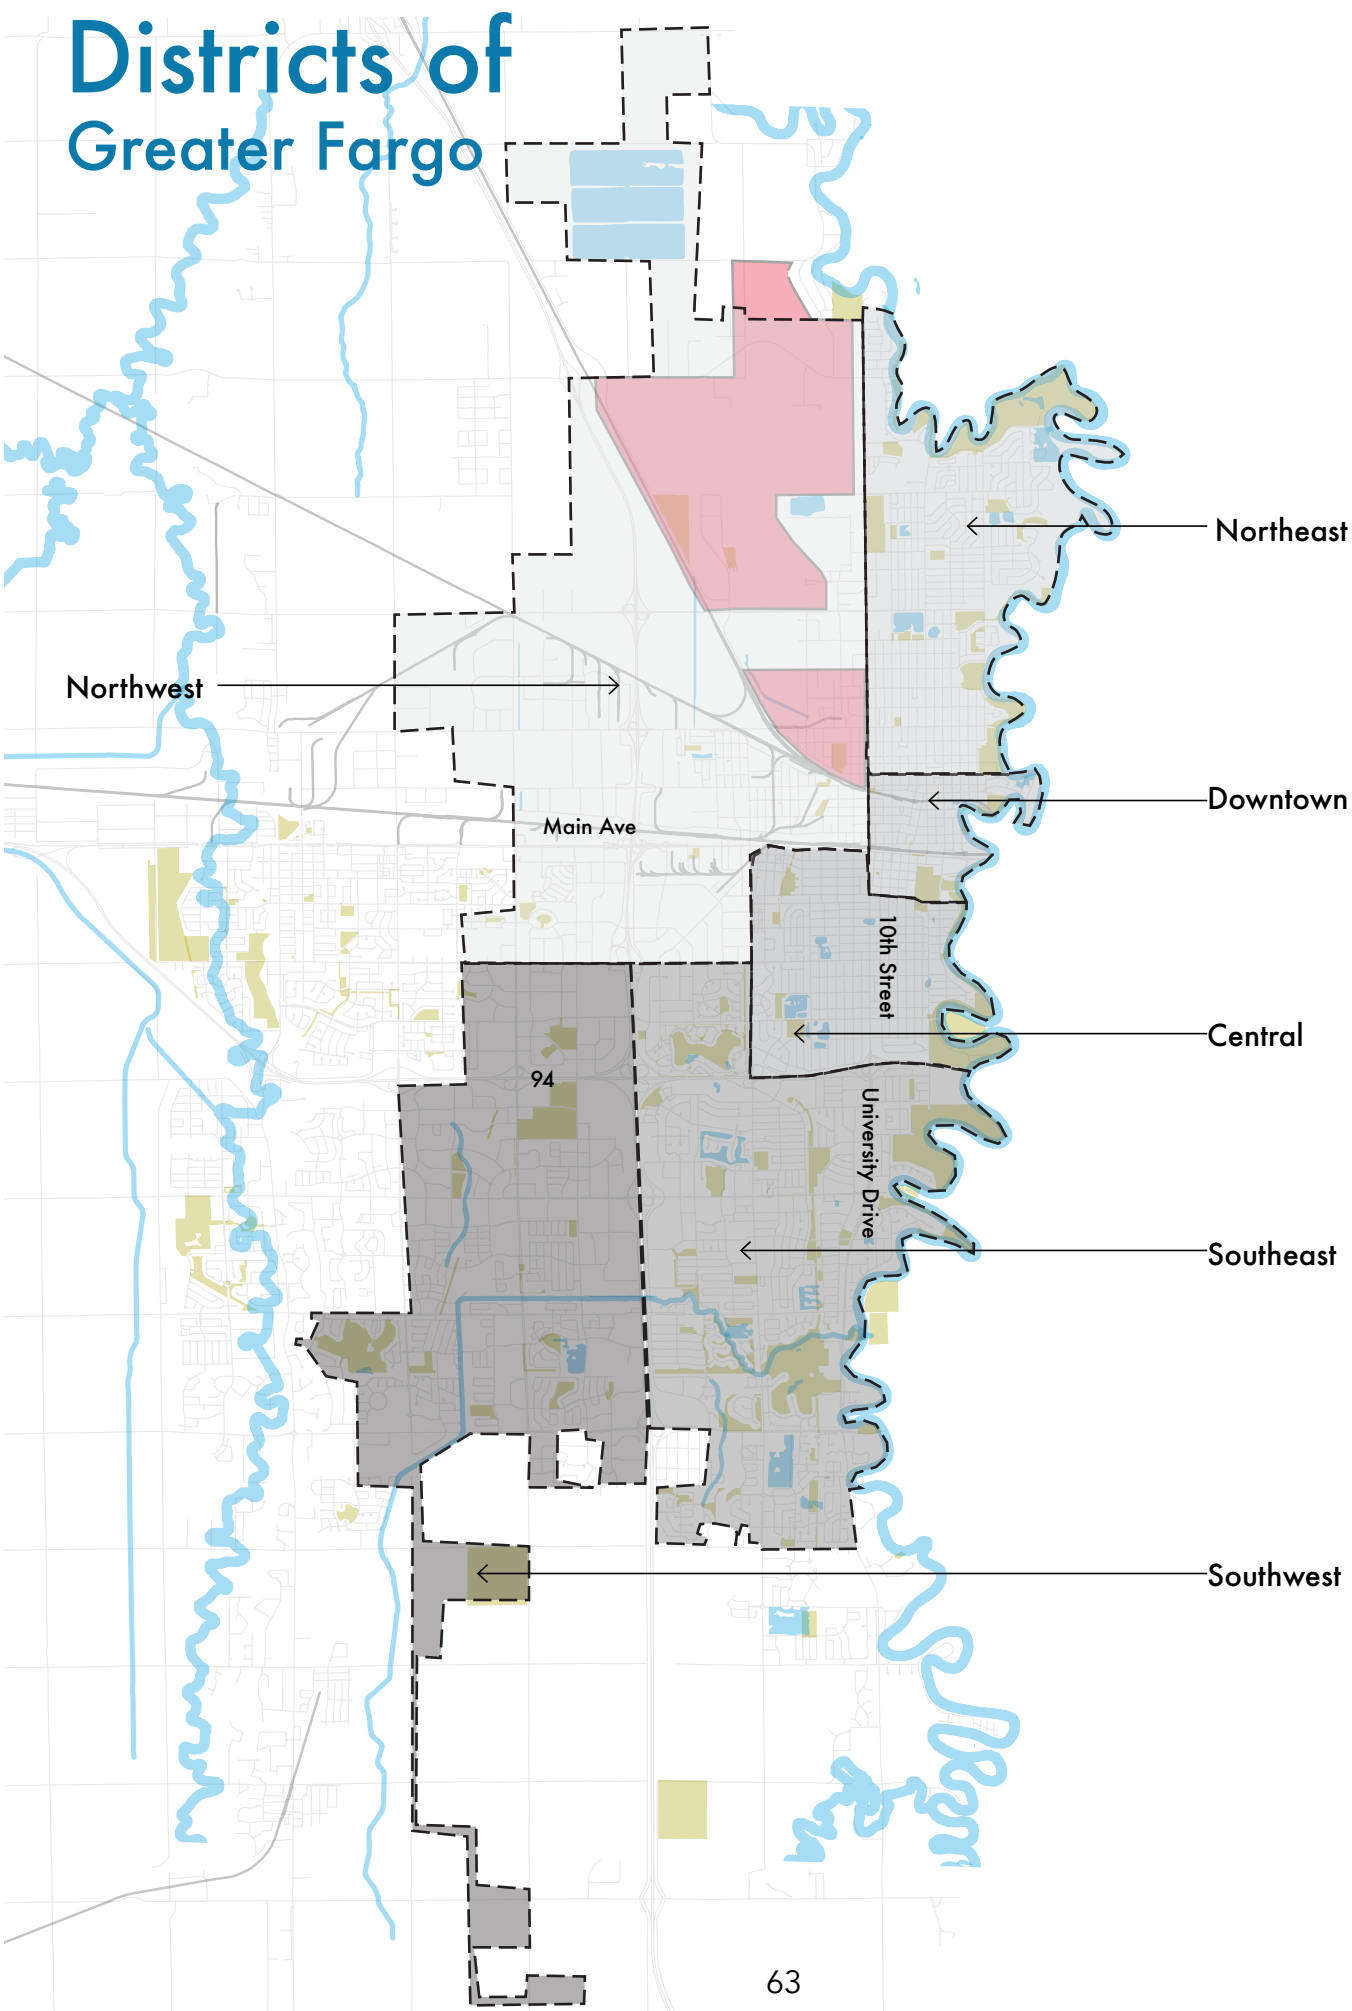 Districts of
Greater Fargo
Northeast
Northwest
Downtown
Main Ave
10th Street
Central
94
University Drive
Southeast
Southwest
63